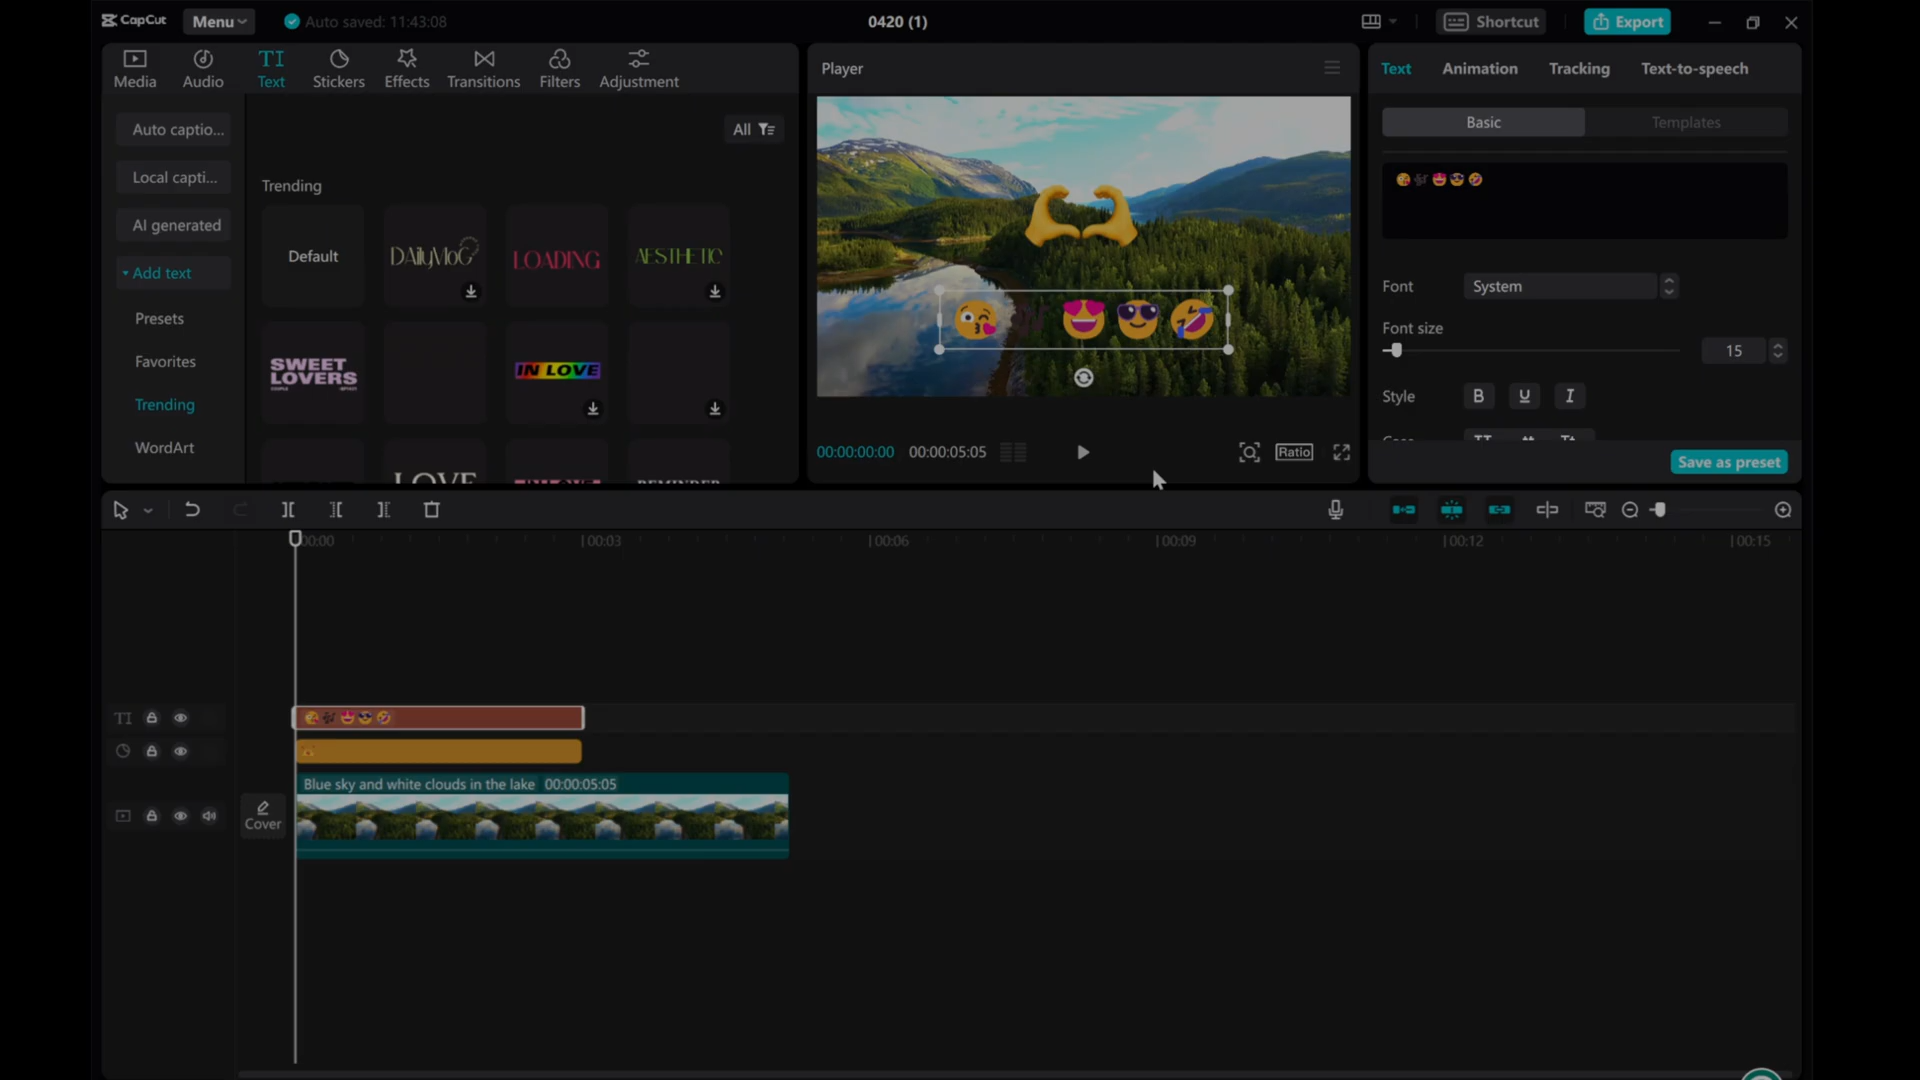 CapCut
Menu
Auto saved: 11:43:08
0420 (1)
Shortcut
Export
Media
Audio
TI
Text
Stickers
Effects
Transitions
Filters
Adjustment
Auto captio...
Local capti...
AI generated
Add text
Presets
Favorites
Trending
WordArt
All
Trending
Default
DAilyMoG
LOADING
AESTHETIC
SWEET
LOVERS
IN LOVE
LOVE
REMINDER
Player
00:00:00:00
00:00:05:05
Ratio
Text
Animation
Tracking
Text-to-speech
Basic
Templates
😘🎶😍😎🤣
Font
System
Font size
15
Style
B
U
I
Save as preset
00:00
00:03
00:06
00:09
00:12
00:15
TI
Cover
Blue sky and white clouds in the lake 00:00:05:05